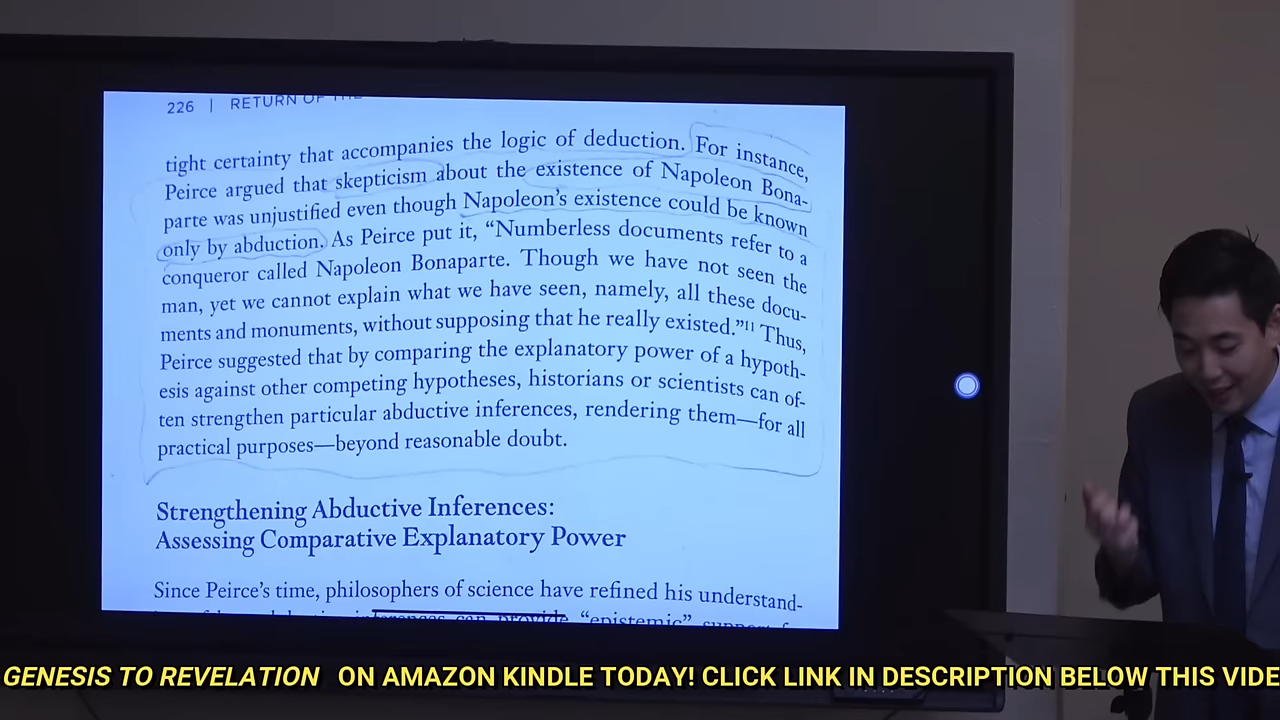 226 | RETURN OF THE
tight certainty that accompanies the logic of deduction. For instance,
Peirce argued that skepticism about the existence of Napoleon Bona-
parte was unjustified even though Napoleon's existence could be known
only by abduction. As Peirce put it, “Numberless documents refer to a
conqueror called Napoleon Bonaparte. Though we have not seen the
man, yet we cannot explain what we have seen, namely, all these docu-
ments and monuments, without supposing that he really existed.”11 Thus,
Peirce suggested that by comparing the explanatory power of a hypoth-
esis against other competing hypotheses, historians or scientists can of-
ten strengthen particular abductive inferences, rendering them—for all
practical purposes—beyond reasonable doubt.
Strengthening Abductive Inferences:
Assessing Comparative Explanatory Power
Since Peirce's time, philosophers of science have refined his understand-
inferences can provide “epistemic” support
GENESIS TO REVELATION ON AMAZON KINDLE TODAY! CLICK LINK IN DESCRIPTION BELOW THIS VIDE